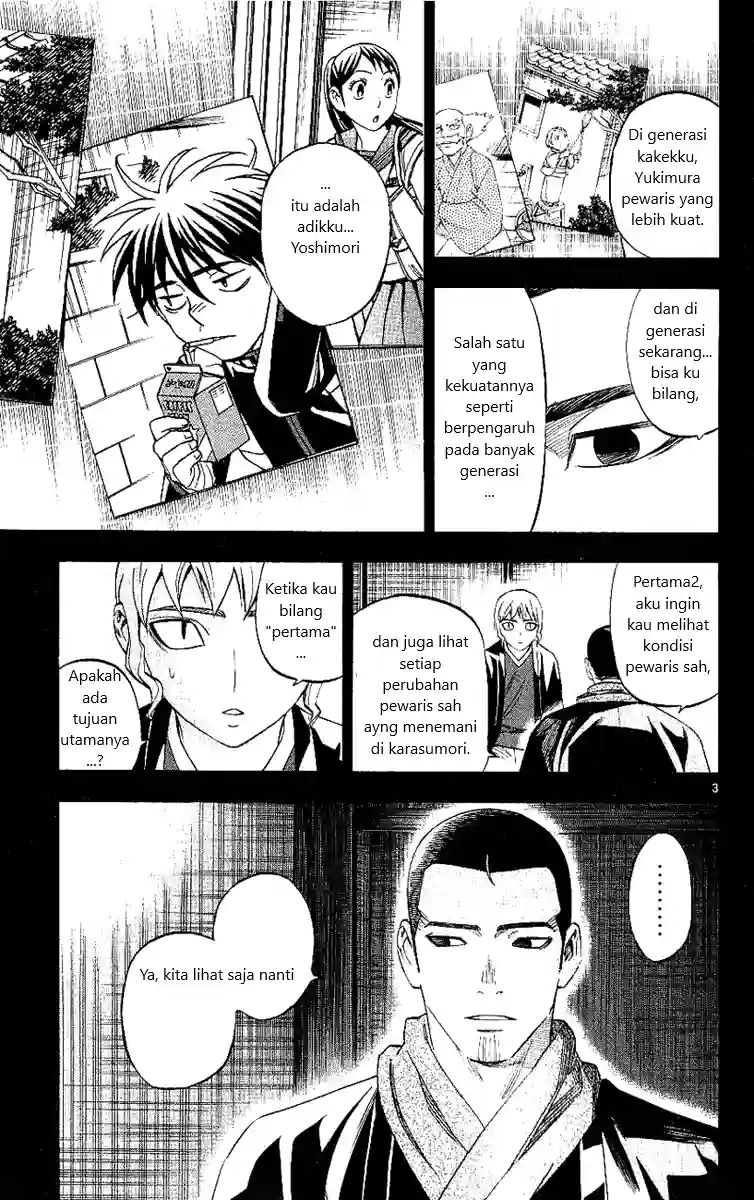 Di generasi
kakekku,
Yukimura
pewaris yang
lebih kuat.
dan di
generasi
sekarang...
bisa ku
bilang,
Salah satu
yang
kekuatannya
seperti
berpengaruh
pada banyak
generasi
...
...
itu adalah
adikku...
Yoshimori
Pertama2,
aku ingin
kau melihat
kondisi
pewaris sah,
dan juga lihat
setiap
perubahan
pewaris sah
ayng menemani
di karasumori.
Ketika kau
bilang
"pertama"
...
Apakah
ada
tujuan
utamanya
...?
3
.........
Ya, kita lihat saja nanti